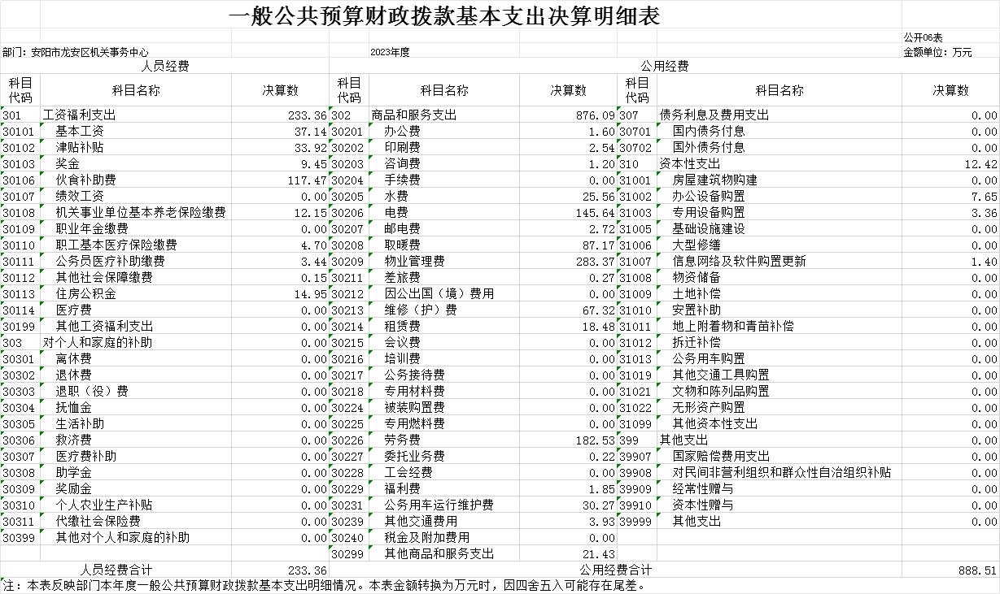 一般公共预算财政拨款基本支出决算明细表
公开06表
部门：安阳市龙安区机关事务中心 2023年度 金额单位：万元
人员经费 公用经费
科目代码 科目名称 决算数 科目代码 科目名称 决算数 科目代码 科目名称 决算数
301 工资福利支出 233.36 302 商品和服务支出 876.09 307 债务利息及费用支出 0.00
30101 基本工资 37.14 30201 办公费 1.60 30701 国内债务付息 0.00
30102 津贴补贴 33.92 30202 印刷费 2.54 30702 国外债务付息 0.00
30103 奖金 9.45 30203 咨询费 1.20 310 资本性支出 12.42
30106 伙食补助费 117.47 30204 手续费 0.00 31001 房屋建筑物购建 0.00
30107 绩效工资 0.00 30205 水费 25.56 31002 办公设备购置 7.65
30108 机关事业单位基本养老保险缴费 12.15 30206 电费 145.64 31003 专用设备购置 3.36
30109 职业年金缴费 0.00 30207 邮电费 2.72 31005 基础设施建设 0.00
30110 职工基本医疗保险缴费 4.70 30208 取暖费 87.17 31006 大型修缮 0.00
30111 公务员医疗补助缴费 3.44 30209 物业管理费 283.37 31007 信息网络及软件购置更新 1.40
30112 其他社会保障缴费 0.15 30211 差旅费 0.27 31008 物资储备 0.00
30113 住房公积金 14.95 30212 因公出国（境）费用 0.00 31009 土地补偿 0.00
30114 医疗费 0.00 30213 维修（护）费 67.32 31010 安置补助 0.00
30199 其他工资福利支出 0.00 30214 租赁费 18.48 31011 地上附着物和青苗补偿 0.00
303 对个人和家庭的补助 0.00 30215 会议费 0.00 31012 拆迁补偿 0.00
30301 离休费 0.00 30216 培训费 0.00 31013 公务用车购置 0.00
30302 退休费 0.00 30217 公务接待费 0.00 31019 其他交通工具购置 0.00
30303 退职（役）费 0.00 30218 专用材料费 0.00 31021 文物和陈列品购置 0.00
30304 抚恤金 0.00 30224 被装购置费 0.00 31022 无形资产购置 0.00
30305 生活补助 0.00 30225 专用燃料费 0.00 31099 其他资本性支出 0.00
30306 救济费 0.00 30226 劳务费 182.53 399 其他支出 0.00
30307 医疗费补助 0.00 30227 委托业务费 0.22 39907 国家赔偿费用支出 0.00
30308 助学金 0.00 30228 工会经费 0.00 39908 对民间非营利组织和群众性自治组织补贴 0.00
30309 奖励金 0.00 30229 福利费 1.85 39909 经常性赠与 0.00
30310 个人农业生产补贴 0.00 30231 公务用车运行维护费 30.27 39910 资本性赠与 0.00
30311 代缴社会保险费 0.00 30239 其他交通费用 3.93 39999 其他支出 0.00
30399 其他对个人和家庭的补助 0.00 30240 税金及附加费用 0.00
30299 其他商品和服务支出 21.43
人员经费合计 233.36 公用经费合计 888.51
注：本表反映部门本年度一般公共预算财政拨款基本支出明细情况。本表金额转换为万元时，因四舍五入可能存在尾差。